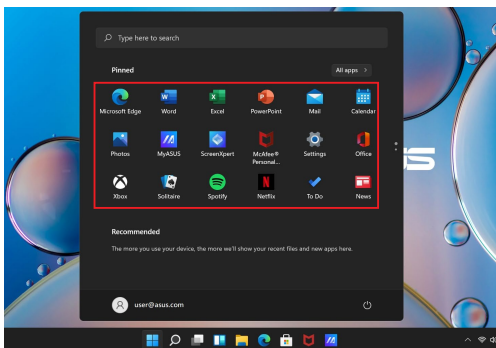 Type here to search
Pinned
All apps >
Microsoft Edge
Word
Excel
PowerPoint
Mail
Calendar
Photos
MyASUS
ScreenXpert
McAfee®
Personal...
Settings
Office
Xbox
Solitaire
Spotify
Netflix
To Do
News
Recommended
The more you use your device, the more we'll show your recent files and new apps here.
user@asus.com